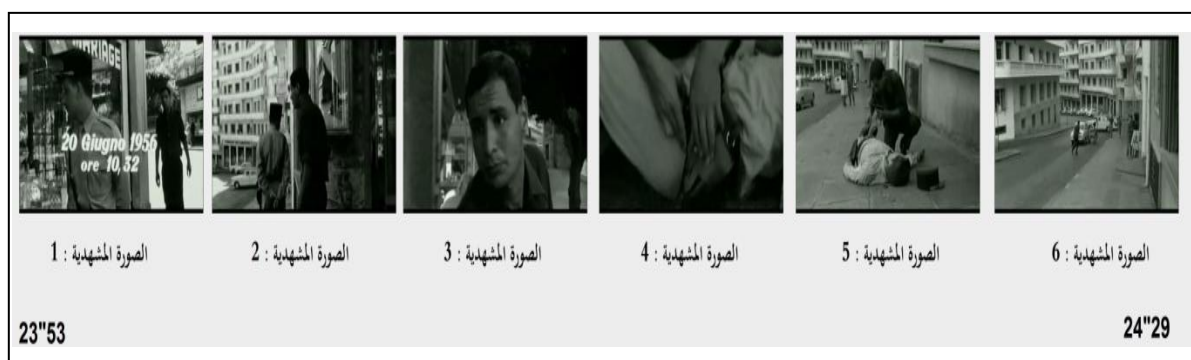 MARIAGE
20 Giugno 1956
ore 10,32
الصورة المشهدية : 1
الصورة المشهدية : 2
الصورة المشهدية : 3
الصورة المشهدية : 4
الصورة المشهدية : 5
الصورة المشهدية : 6
23"53
24"29